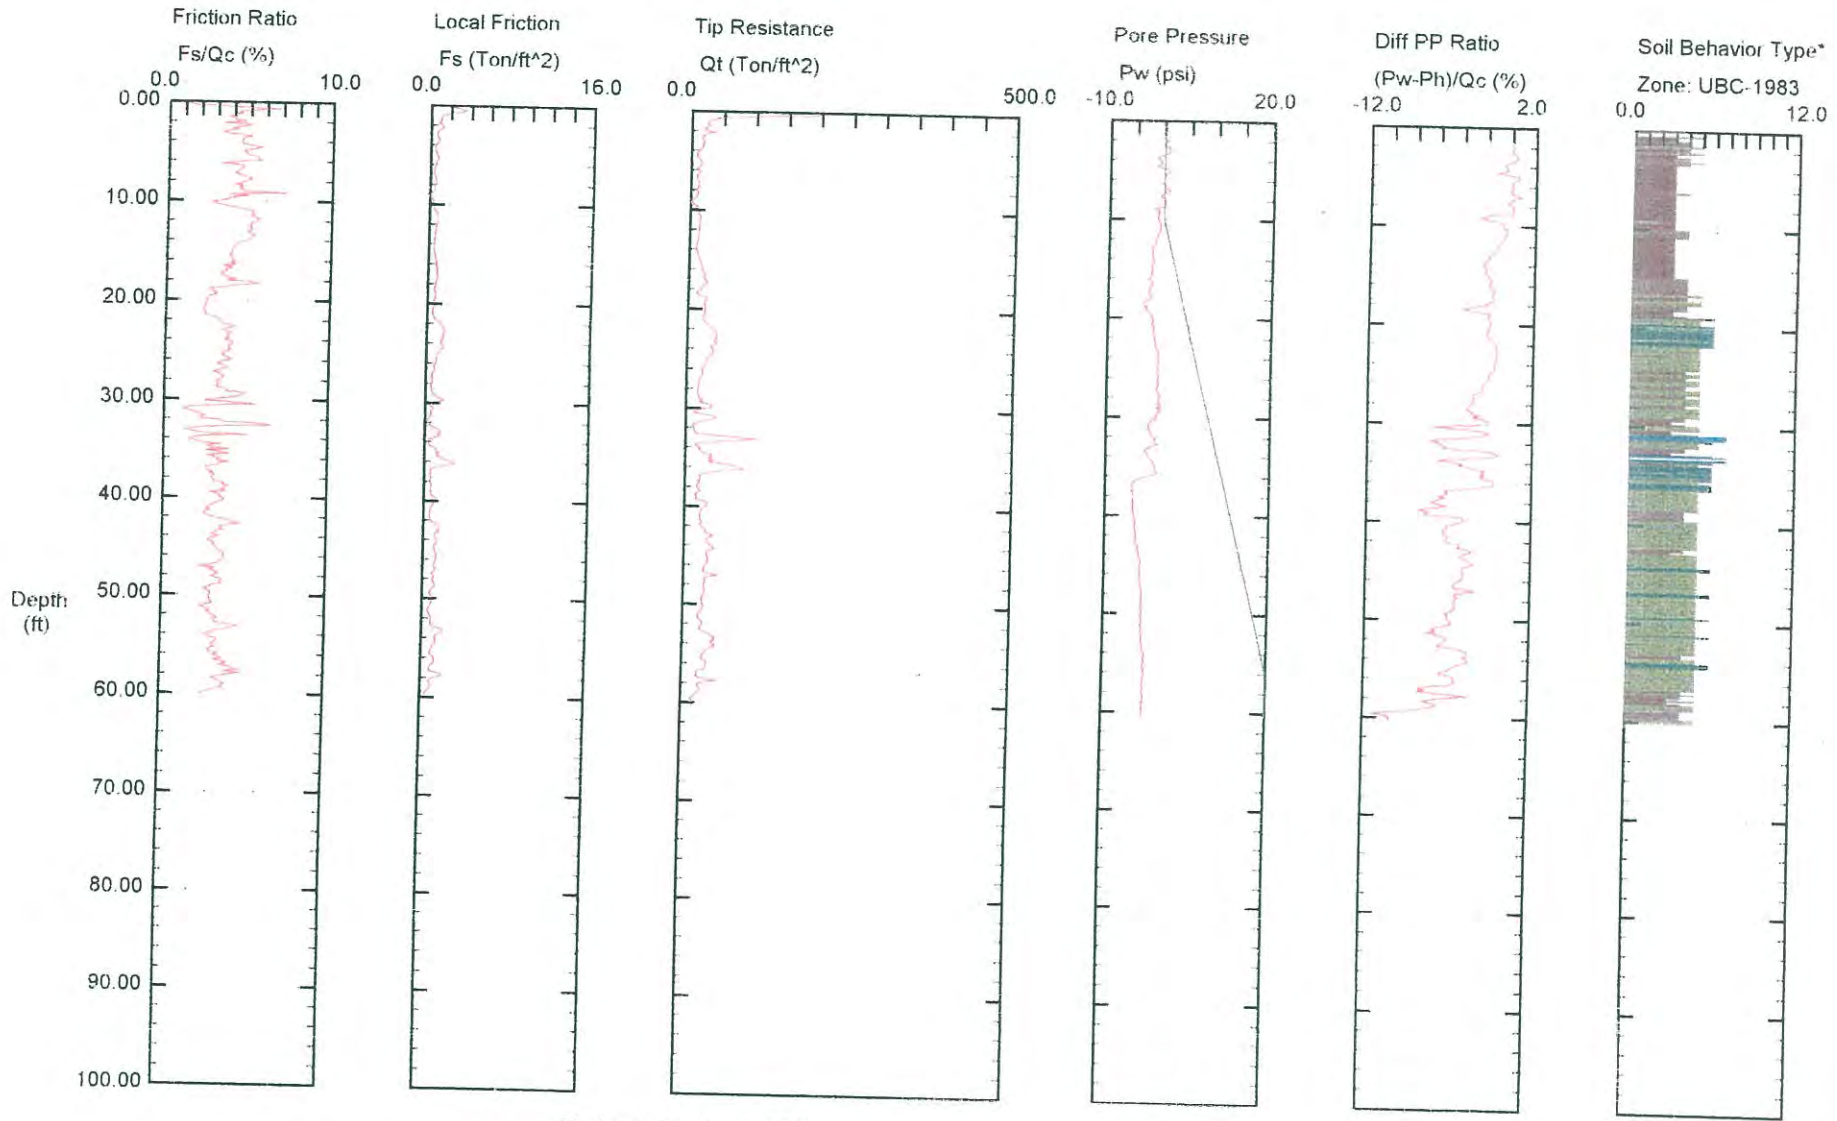 Friction Ratio
Fs/Qc (%)
0.0 10.0
Local Friction
Fs (Ton/ft^2)
0.0 16.0
Tip Resistance
Qt (Ton/ft^2)
0.0 500.0
Pore Pressure
Pw (psi)
-10.0 20.0
Diff PP Ratio
(Pw-Ph)/Qc (%)
-12.0 2.0
Soil Behavior Type*
Zone: UBC-1983
0.0 12.0
0.00
10.00
20.00
30.00
40.00
50.00
60.00
70.00
80.00
90.00
100.00
Depth
(ft)